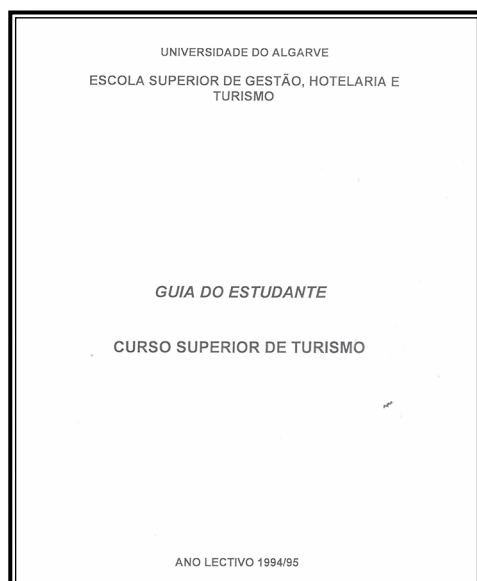 UNIVERSIDADE DO ALGARVE
ESCOLA SUPERIOR DE GESTÃO, HOTELARIA E
TURISMO
GUIA DO ESTUDANTE
CURSO SUPERIOR DE TURISMO
ANO LECTIVO 1994/95